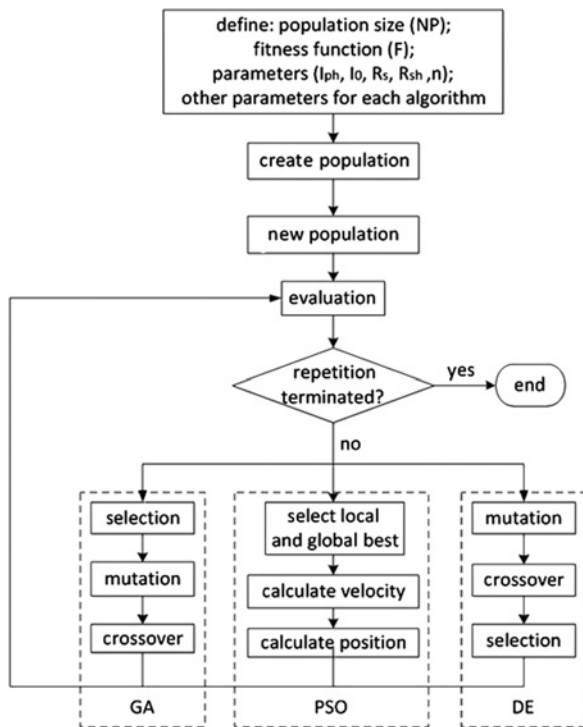 define: population size (NP);
fitness function (F);
parameters (Iph, I0, Rs, Rsh ,n);
other parameters for each algorithm
create population
new population
evaluation
repetition
terminated?
yes
end
no
selection
mutation
crossover
GA
select local
and global best
calculate velocity
calculate position
PSO
mutation
crossover
selection
DE